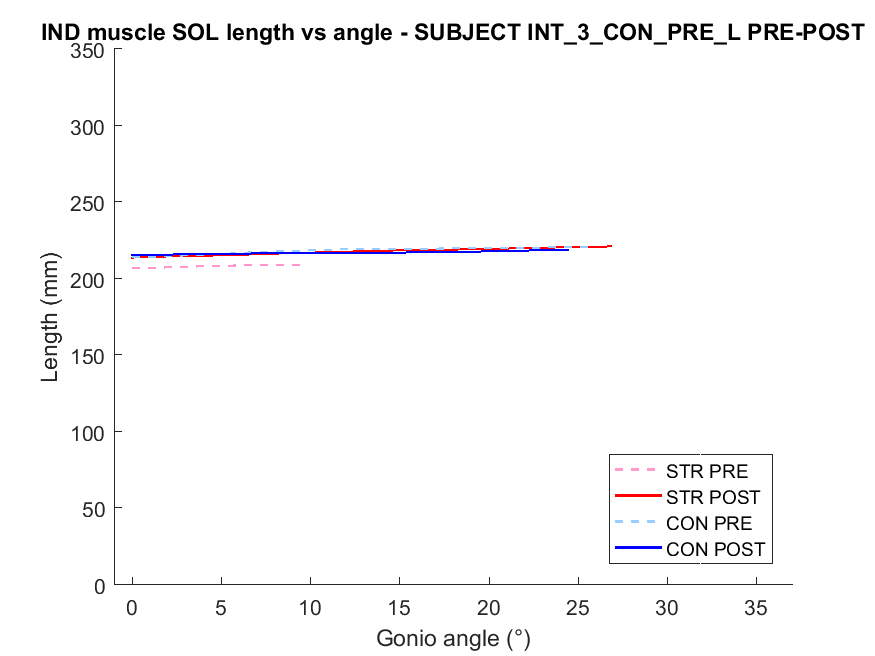 IND muscle SOL length vs angle - SUBJECT INT_3_CON_PRE_L PRE-POST
350
300
250
200
150
100
50
0
Length (mm)
0 5 10 15 20 25 30 35
Gonio angle (°)
STR PRE
STR POST
CON PRE
CON POST